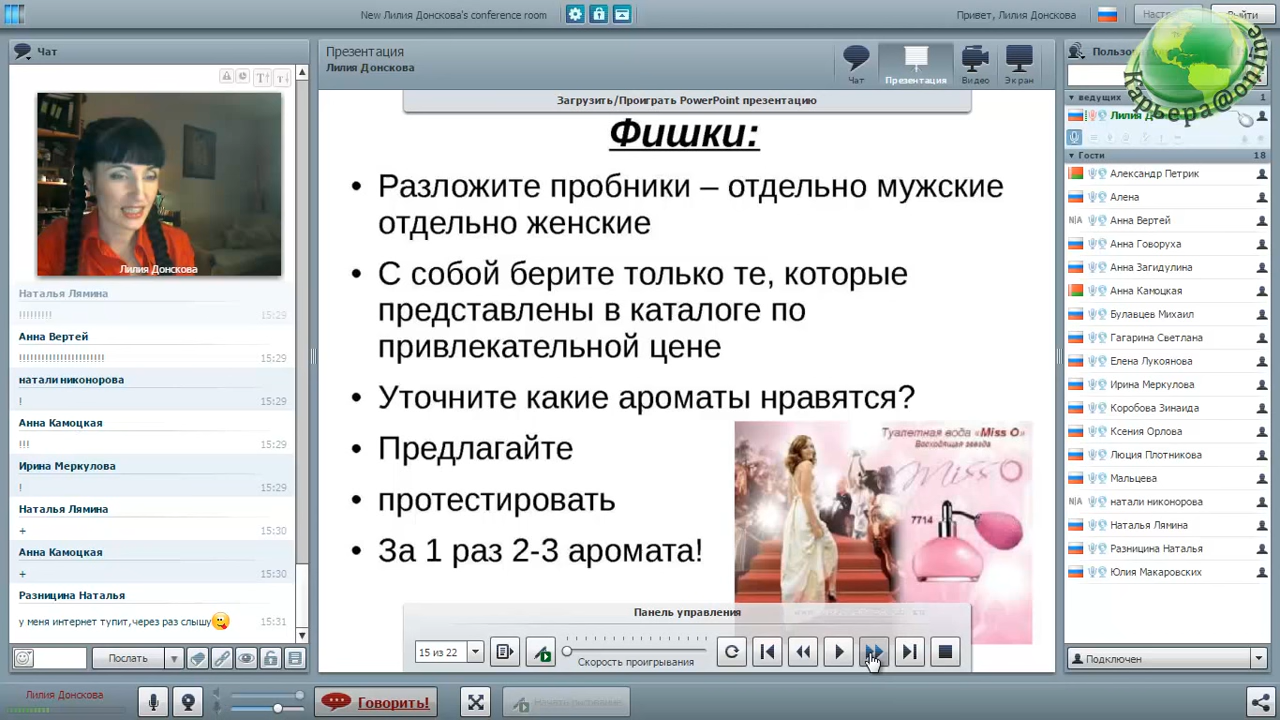 New Лилия Донскова's conference room
Привет, Лилия Донскова
Выйти
Карьера@online
Чат
Лилия Донскова
Наталья Лямина
!!!!!!!!! 15:29
Анна Вертей
!!!!!!!!!!!!!!!!!!!!!!! 15:29
натали никонорова
! 15:29
Анна Камоцкая
!!! 15:29
Ирина Меркулова
! 15:29
Наталья Лямина
+ 15:30
Анна Камоцкая
+ 15:30
Разницина Наталья
у меня интернет тупит,через раз слышу 15:31
Послать
Презентация
Лилия Донскова
Чат
Презентация
Видео
Экран
Загрузить/Проиграть PowerPoint презентацию
Фишки:
• Разложите пробники – отдельно мужские
отдельно женские
• С собой берите только те, которые
представлены в каталоге по
привлекательной цене
• Уточните какие ароматы нравятся?
• Предлагайте
• протестировать
• За 1 раз 2-3 аромата!
Туалетная вода «Miss O»
Восходящая звезда
Miss O
7714
Панель управления
15 из 22
Скорость проигрывания
ведущих 1
Гости 18
Александр Петрик
Алена
N/A Анна Вертей
Анна Говоруха
Анна Загидулина
Анна Камоцкая
Булавцев Михаил
Гагарина Светлана
Елена Лукоянова
Ирина Меркулова
Коробова Зинаида
Ксения Орлова
Люция Плотникова
Мальцева
N/A натали никонорова
Наталья Лямина
Разницина Наталья
Юлия Макаровских
Подключен
Лилия Донскова
Говорить!